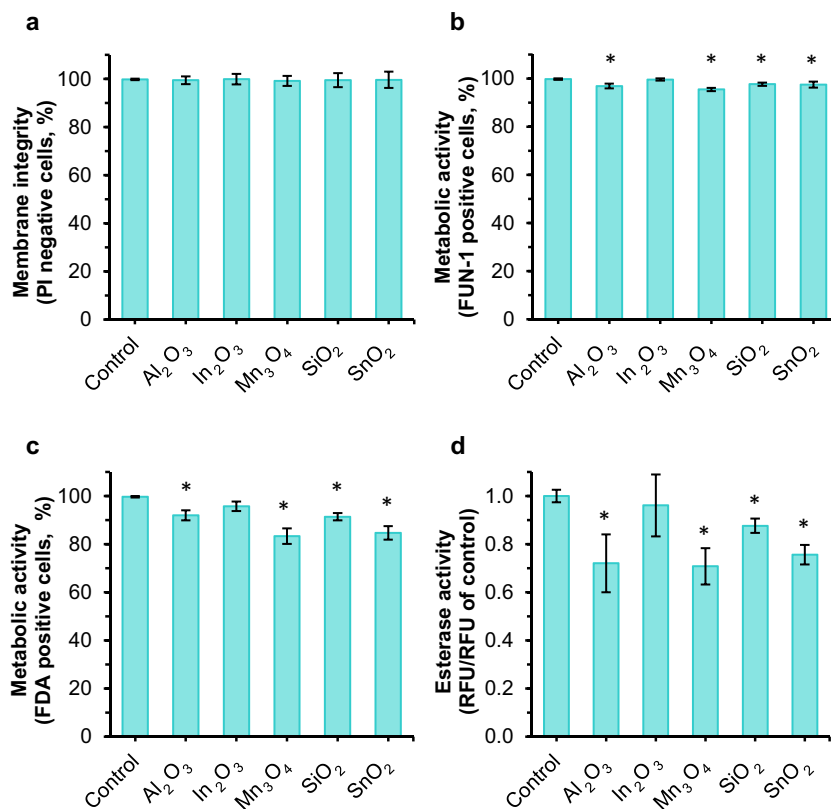 a
Membrane integrity
(PI negative cells, %)
100
80
60
40
20
0
Control
Al₂O₃
In₂O₃
Mn₃O₄
SiO₂
SnO₂
b
Metabolic activity
(FUN-1 positive cells, %)
100
80
60
40
20
0
* * * *
Control
Al₂O₃
In₂O₃
Mn₃O₄
SiO₂
SnO₂
c
Metabolic activity
(FDA positive cells, %)
100
80
60
40
20
0
* * * *
Control
Al₂O₃
In₂O₃
Mn₃O₄
SiO₂
SnO₂
d
Esterase activity
(RFU/RFU of control)
1.0
0.8
0.6
0.4
0.2
0.0
* * * *
Control
Al₂O₃
In₂O₃
Mn₃O₄
SiO₂
SnO₂